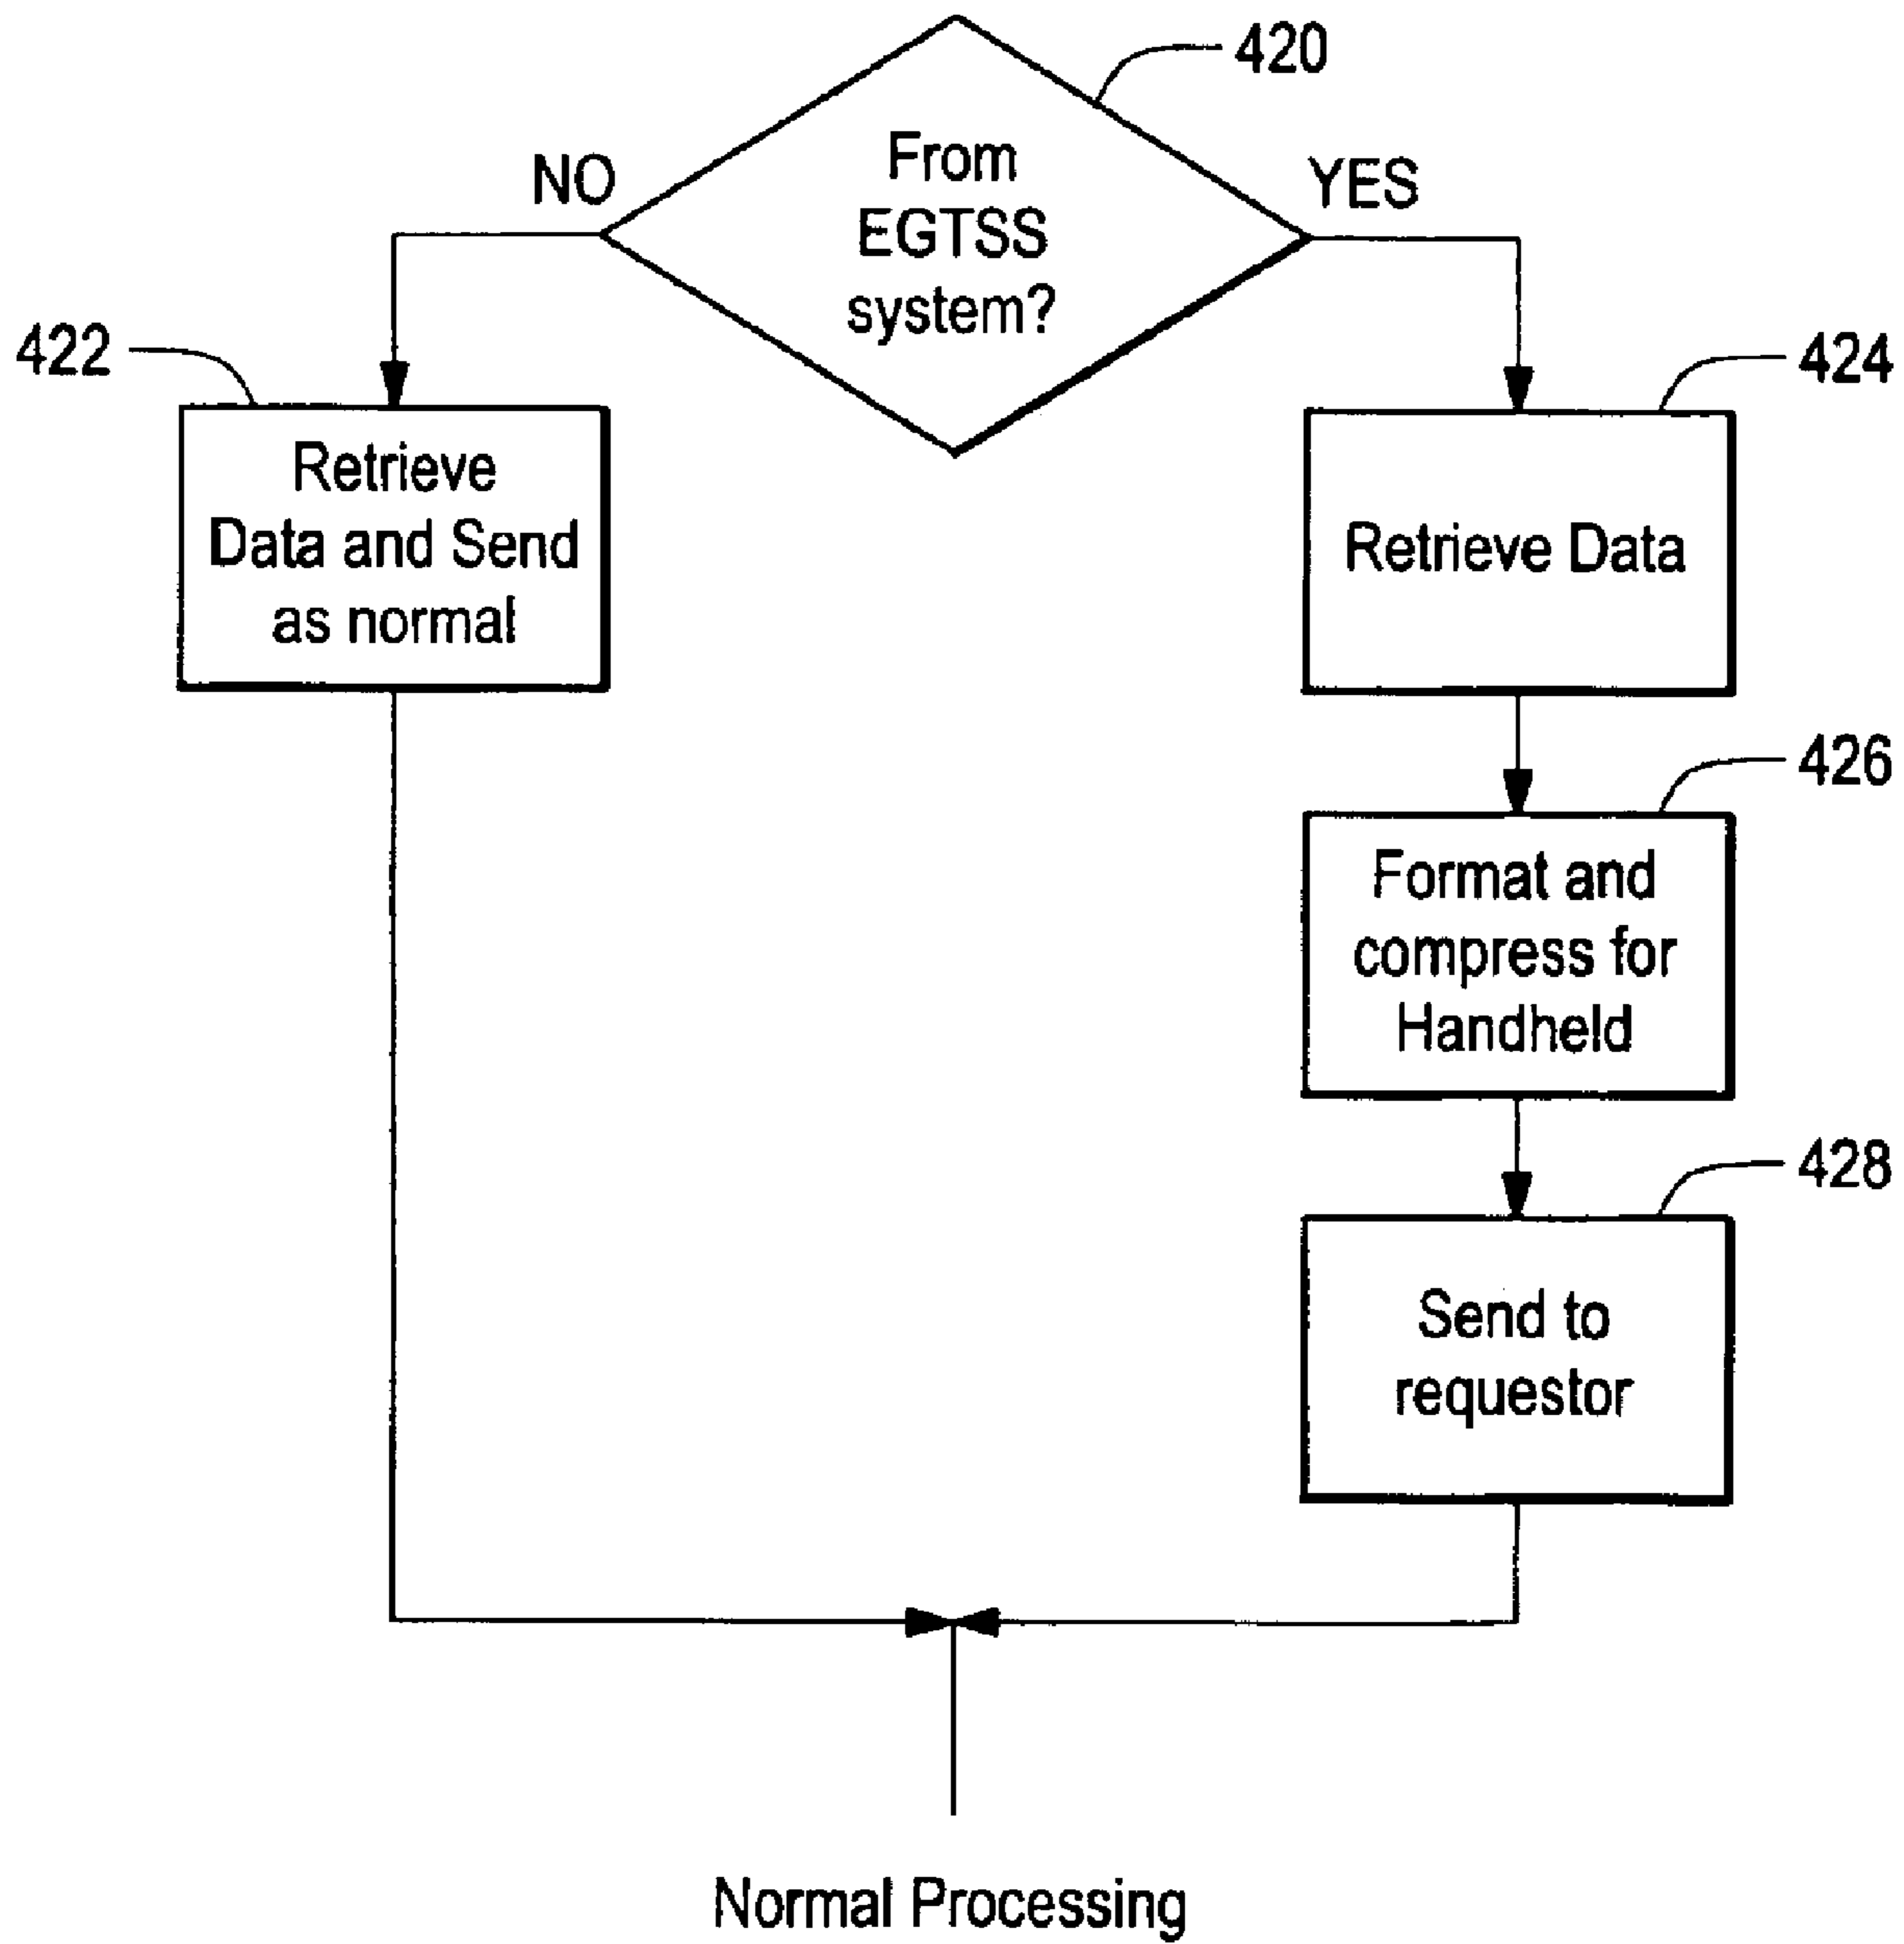 420
From
EGTSS
system?
NO
YES
422
Retrieve
Data and Send
as normal
424
Retrieve Data
426
Format and
compress for
Handheld
428
Send to
requestor
Normal Processing